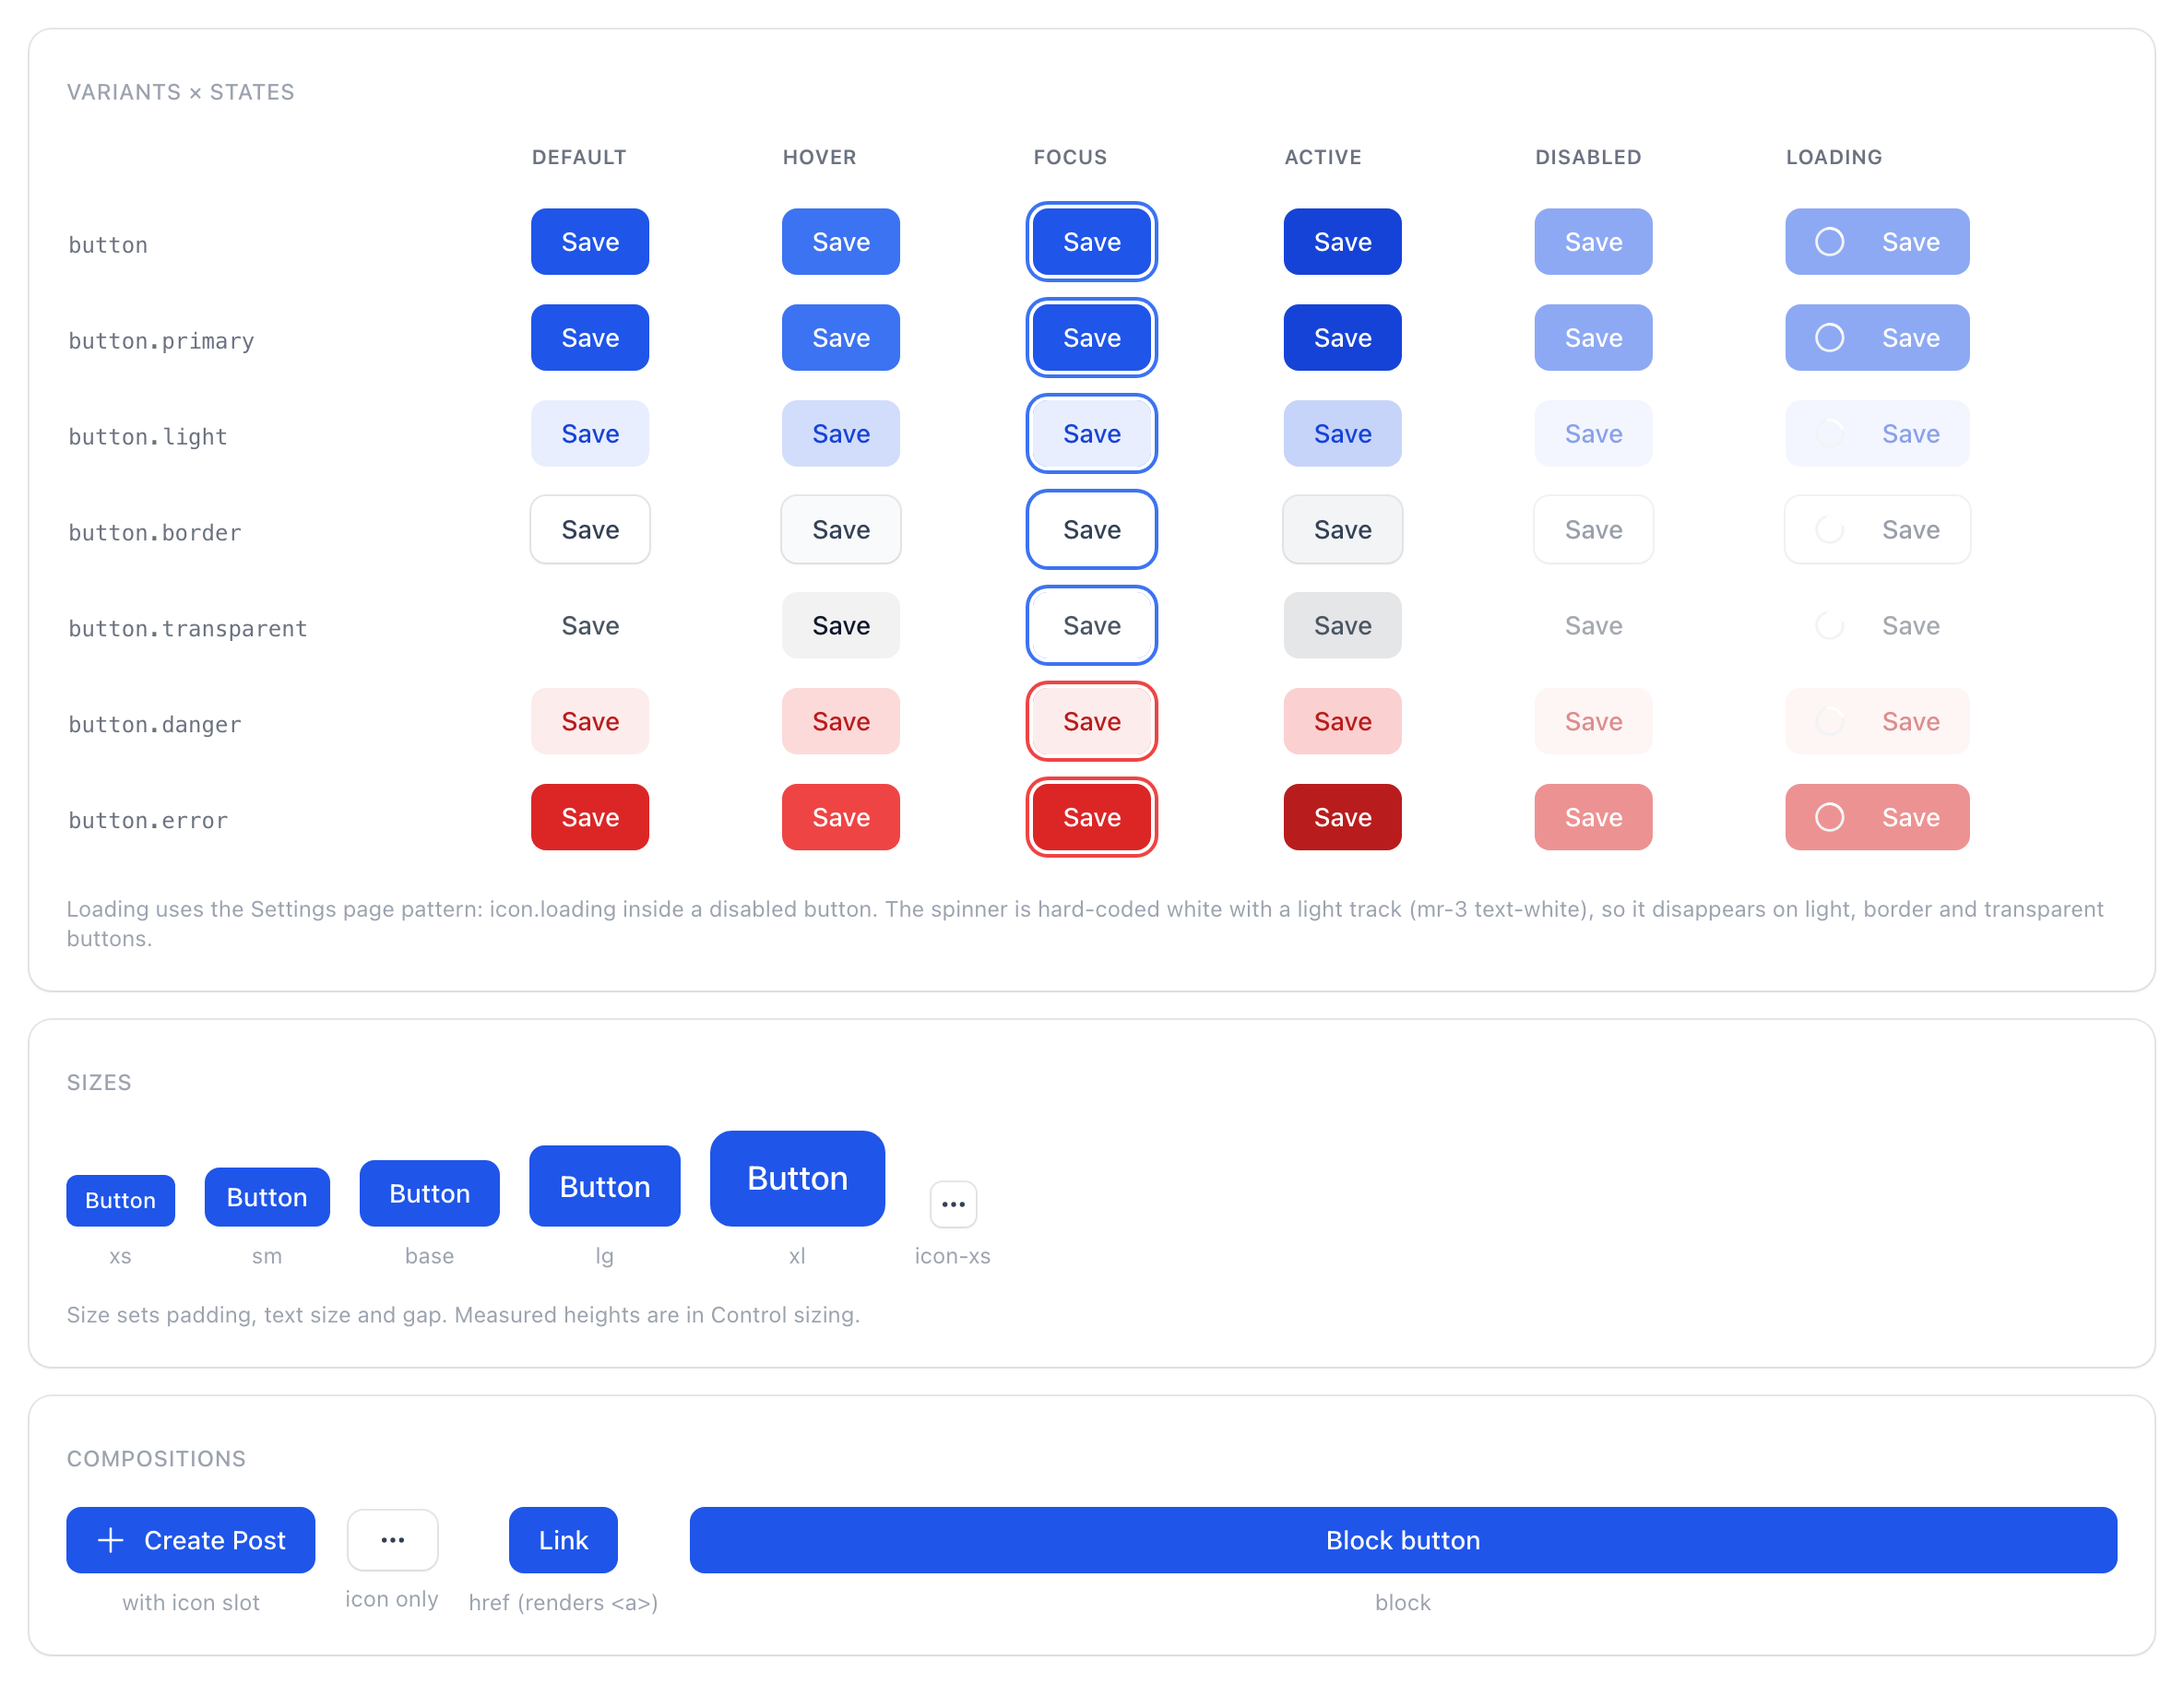 VARIANTS × STATES
DEFAULT HOVER FOCUS ACTIVE DISABLED LOADING
button Save Save Save Save Save Save
button.primary Save Save Save Save Save Save
button.light Save Save Save Save Save Save
button.border Save Save Save Save Save Save
button.transparent Save Save Save Save Save Save
button.danger Save Save Save Save Save Save
button.error Save Save Save Save Save Save
Loading uses the Settings page pattern: icon.loading inside a disabled button. The spinner is hard-coded white with a light track (mr-3 text-white), so it disappears on light, border and transparent
buttons.
SIZES
Button Button Button Button Button
xs sm base lg xl icon-xs
Size sets padding, text size and gap. Measured heights are in Control sizing.
COMPOSITIONS
Create Post Link Block button
with icon slot icon only href (renders <a>) block